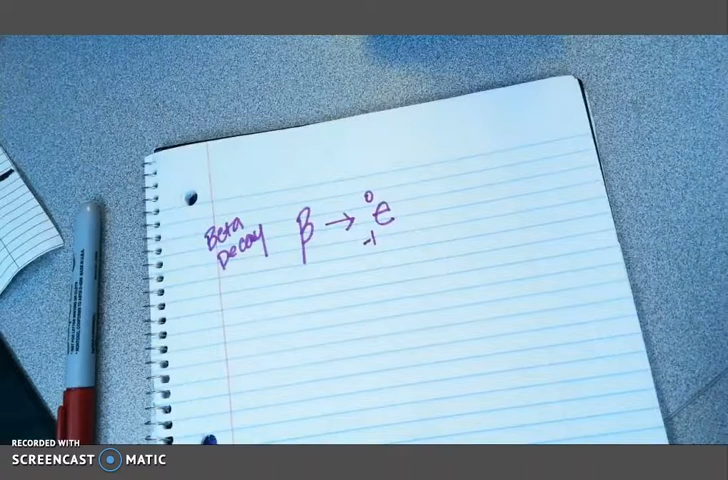 Beta
Decay β → ⁰₋₁e
RECORDED WITH
SCREENCAST MATIC